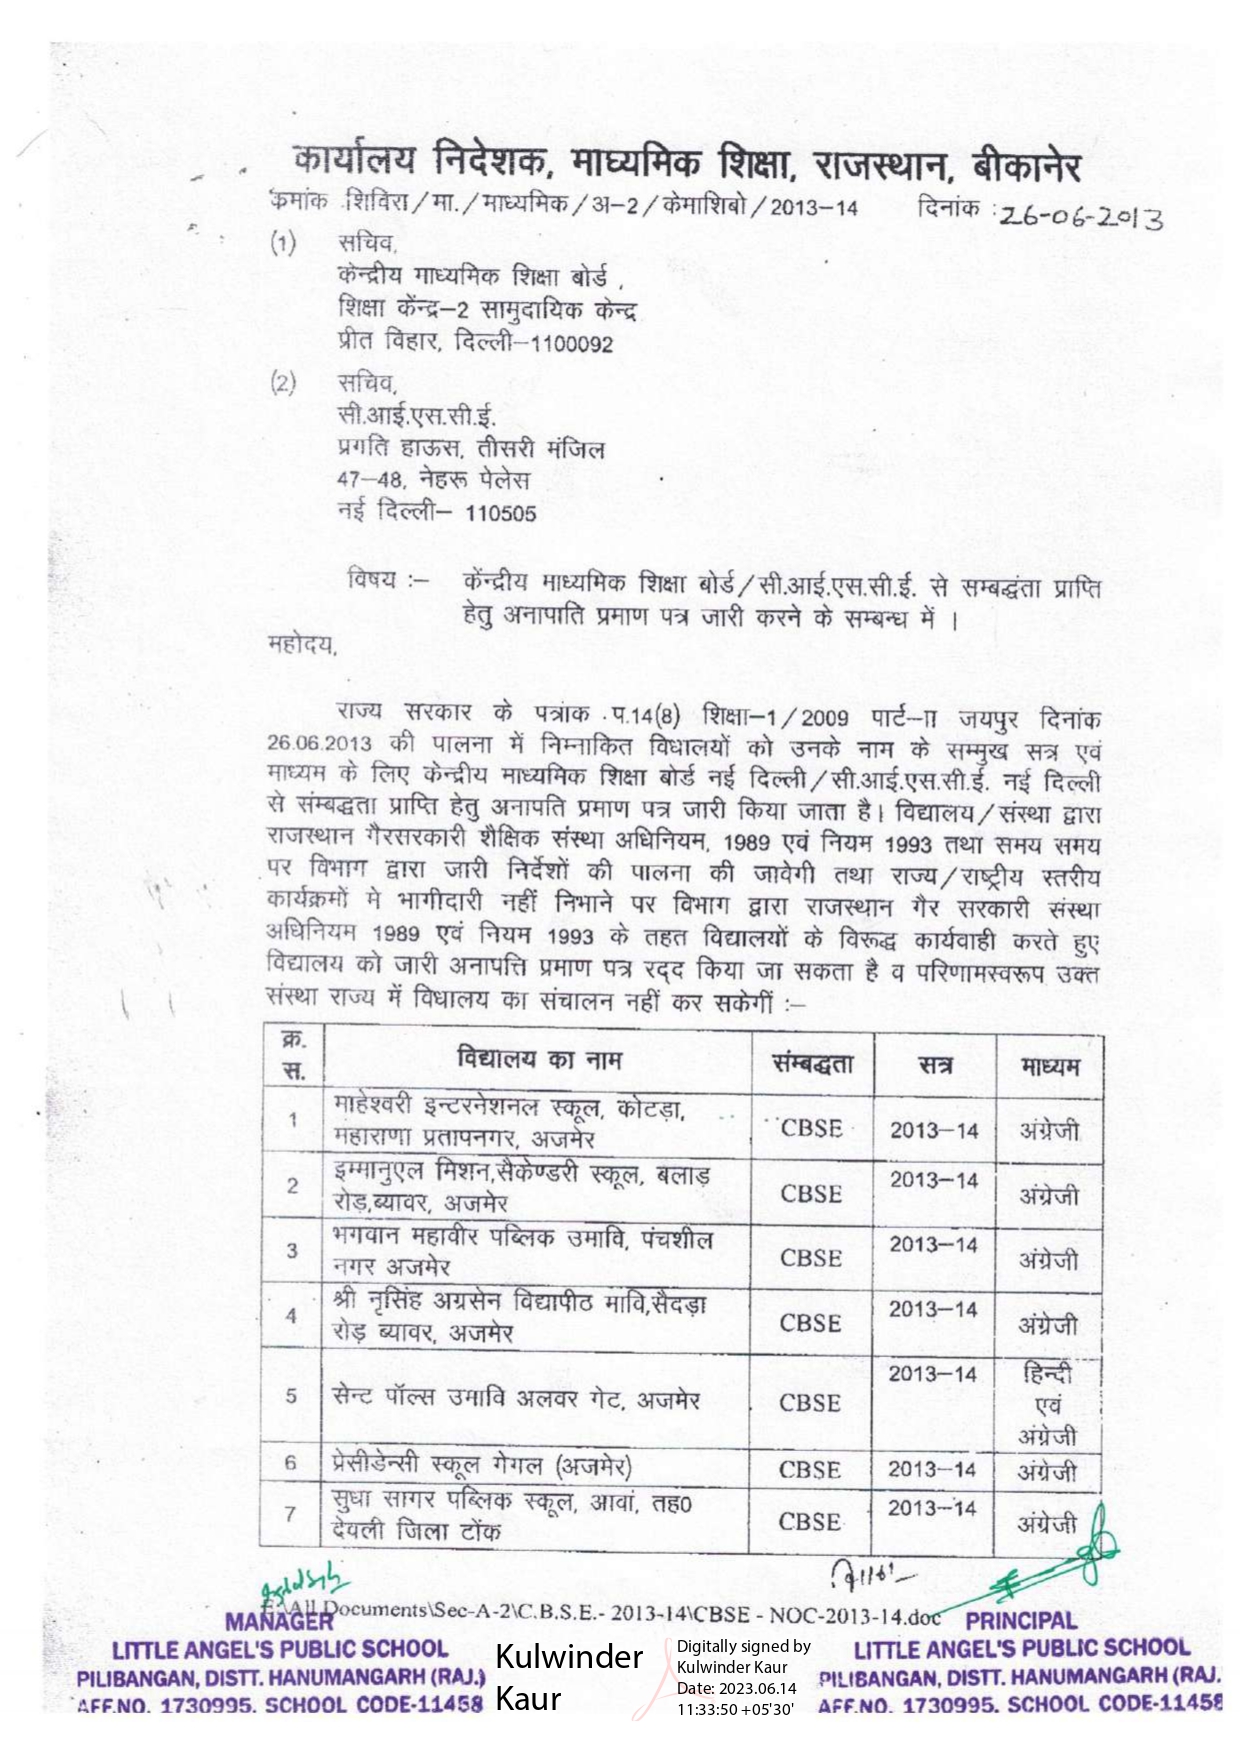 कार्यालय निदेशक, माध्यमिक शिक्षा, राजस्थान, बीकानेर
क्रमांक शिविरा/मा./माध्यमिक/अ–2/केमाशिबो/2013–14 दिनांक :26-06-2013
(1) सचिव,
केन्द्रीय माध्यमिक शिक्षा बोर्ड ,
शिक्षा केंन्द्र–2 सामुदायिक केन्द्र
प्रीत विहार, दिल्ली–1100092
(2) सचिव,
सी.आई.एस.सी.ई.
प्रगति हाऊस, तीसरी मंजिल
47–48, नेहरू पेलेस
नई दिल्ली– 110505
विषय :– केंन्द्रीय माध्यमिक शिक्षा बोर्ड/सी.आई.एस.सी.ई. से सम्बद्धंता प्राप्ति
हेतु अनापाति प्रमाण पत्र जारी करने के सम्बन्ध में ।
महोदय,
राज्य सरकार के पत्रांक प.14(8) शिक्षा–1/2009 पार्ट–II जयपुर दिनांक
26.06.2013 की पालना में निम्नाकित विधालयों को उनके नाम के सम्मुख सत्र एवं
माध्यम के लिए केन्द्रीय माध्यमिक शिक्षा बोर्ड नई दिल्ली/सी.आई.एस.सी.ई. नई दिल्ली
से संम्बद्धता प्राप्ति हेतु अनापति प्रमाण पत्र जारी किया जाता है। विद्यालय/संस्था द्वारा
राजस्थान गैरसरकारी शैक्षिक संस्था अधिनियम, 1989 एवं नियम 1993 तथा समय समय
पर विभाग द्वारा जारी निर्देशों की पालना की जावेगी तथा राज्य/राष्ट्रीय स्तरीय
कार्यक्रमों मे भागीदारी नहीं निभाने पर विभाग द्वारा राजस्थान गैर सरकारी संस्था
अधिनियम 1989 एवं नियम 1993 के तहत विद्यालयों के विरूद्ध कार्यवाही करते हुए
विद्यालय को जारी अनापत्ति प्रमाण पत्र रद्द किया जा सकता है व परिणामस्वरूप उक्त
संस्था राज्य में विधालय का संचालन नहीं कर सकेगीं :–
क्र. स. विद्यालय का नाम संम्बद्धता सत्र माध्यम
1 माहेश्वरी इन्टरनेशनल स्कूल, कोटड़ा, महाराणा प्रतापनगर, अजमेर CBSE 2013–14 अंग्रेजी
2 इम्मानुएल मिशन,सैकेण्डरी स्कूल, बलाड़ रोड़,ब्यावर, अजमेर CBSE 2013–14 अंग्रेजी
3 भगवान महावीर पब्लिक उमावि, पंचशील नगर अजमेर CBSE 2013–14 अंग्रेजी
4 श्री नृसिंह अग्रसेन विद्यापीठ मावि,सैदड़ा रोड़ ब्यावर, अजमेर CBSE 2013–14 अंग्रेजी
5 सेन्ट पॉल्स उमावि अलवर गेट, अजमेर CBSE 2013–14 हिन्दी एवं अंग्रेजी
6 प्रेसीडेन्सी स्कूल गेगल (अजमेर) CBSE 2013–14 अंग्रेजी
7 सुधा सागर पब्लिक स्कूल, आवां, तह0 देवली जिला टोंक CBSE 2013–14 अंग्रेजी
E:\All Documents\Sec-A-2\C.B.S.E.- 2013-14\CBSE - NOC-2013-14.doc
MANAGER
LITTLE ANGEL'S PUBLIC SCHOOL
PILIBANGAN, DISTT. HANUMANGARH (RAJ.)
AFF.NO. 1730995. SCHOOL CODE-11458
Kulwinder
Kaur
Digitally signed by
Kulwinder Kaur
Date: 2023.06.14
11:33:50 +05'30'
PRINCIPAL
LITTLE ANGEL'S PUBLIC SCHOOL
PILIBANGAN, DISTT. HANUMANGARH (RAJ.
AFF.NO. 1730995. SCHOOL CODE-11458